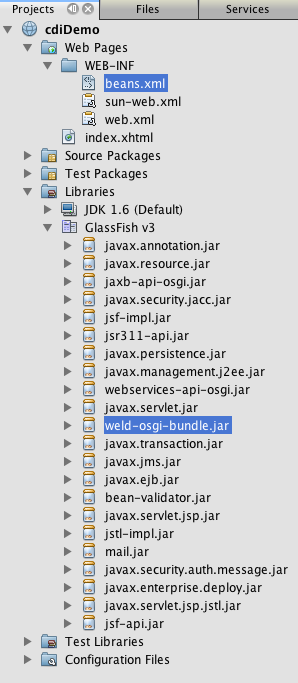 Projects Files Services
cdiDemo
Web Pages
WEB-INF
beans.xml
sun-web.xml
web.xml
index.xhtml
Source Packages
Test Packages
Libraries
JDK 1.6 (Default)
GlassFish v3
javax.annotation.jar
javax.resource.jar
jaxb-api-osgi.jar
javax.security.jacc.jar
jsf-impl.jar
jsr311-api.jar
javax.persistence.jar
javax.management.j2ee.jar
webservices-api-osgi.jar
javax.servlet.jar
weld-osgi-bundle.jar
javax.transaction.jar
javax.jms.jar
javax.ejb.jar
bean-validator.jar
javax.servlet.jsp.jar
jstl-impl.jar
mail.jar
javax.security.auth.message.jar
javax.enterprise.deploy.jar
javax.servlet.jsp.jstl.jar
jsf-api.jar
Test Libraries
Configuration Files